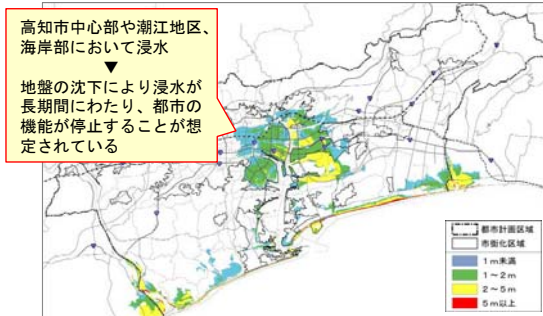 高知市中心部や潮江地区、
海岸部において浸水
▼
地盤の沈下により浸水が
長期間にわたり、都市の
機能が停止することが想
定されている
都市計画区域
市街化区域
1m未満
1～2m
2～5m
5m以上